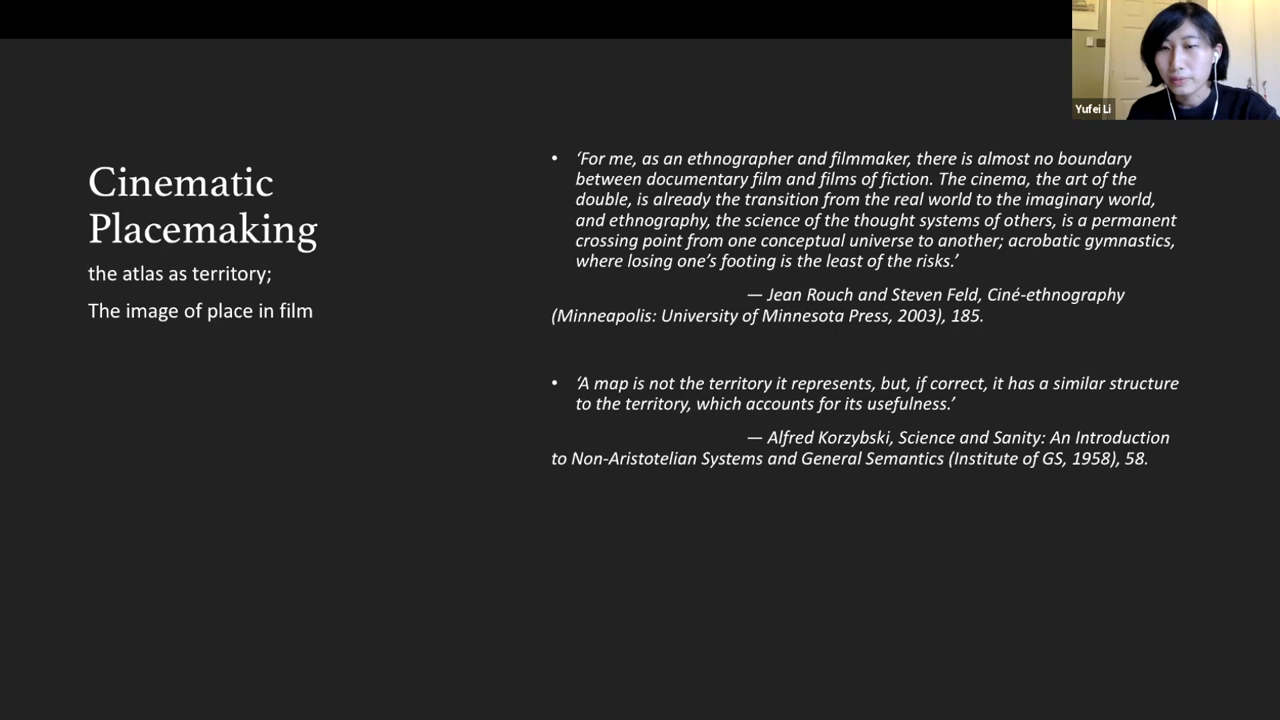 Yufei Li
Cinematic
Placemaking
the atlas as territory;
The image of place in film
• ‘For me, as an ethnographer and filmmaker, there is almost no boundary
between documentary film and films of fiction. The cinema, the art of the
double, is already the transition from the real world to the imaginary world,
and ethnography, the science of the thought systems of others, is a permanent
crossing point from one conceptual universe to another; acrobatic gymnastics,
where losing one’s footing is the least of the risks.’
— Jean Rouch and Steven Feld, Ciné-ethnography
(Minneapolis: University of Minnesota Press, 2003), 185.
• ‘A map is not the territory it represents, but, if correct, it has a similar structure
to the territory, which accounts for its usefulness.’
— Alfred Korzybski, Science and Sanity: An Introduction
to Non-Aristotelian Systems and General Semantics (Institute of GS, 1958), 58.